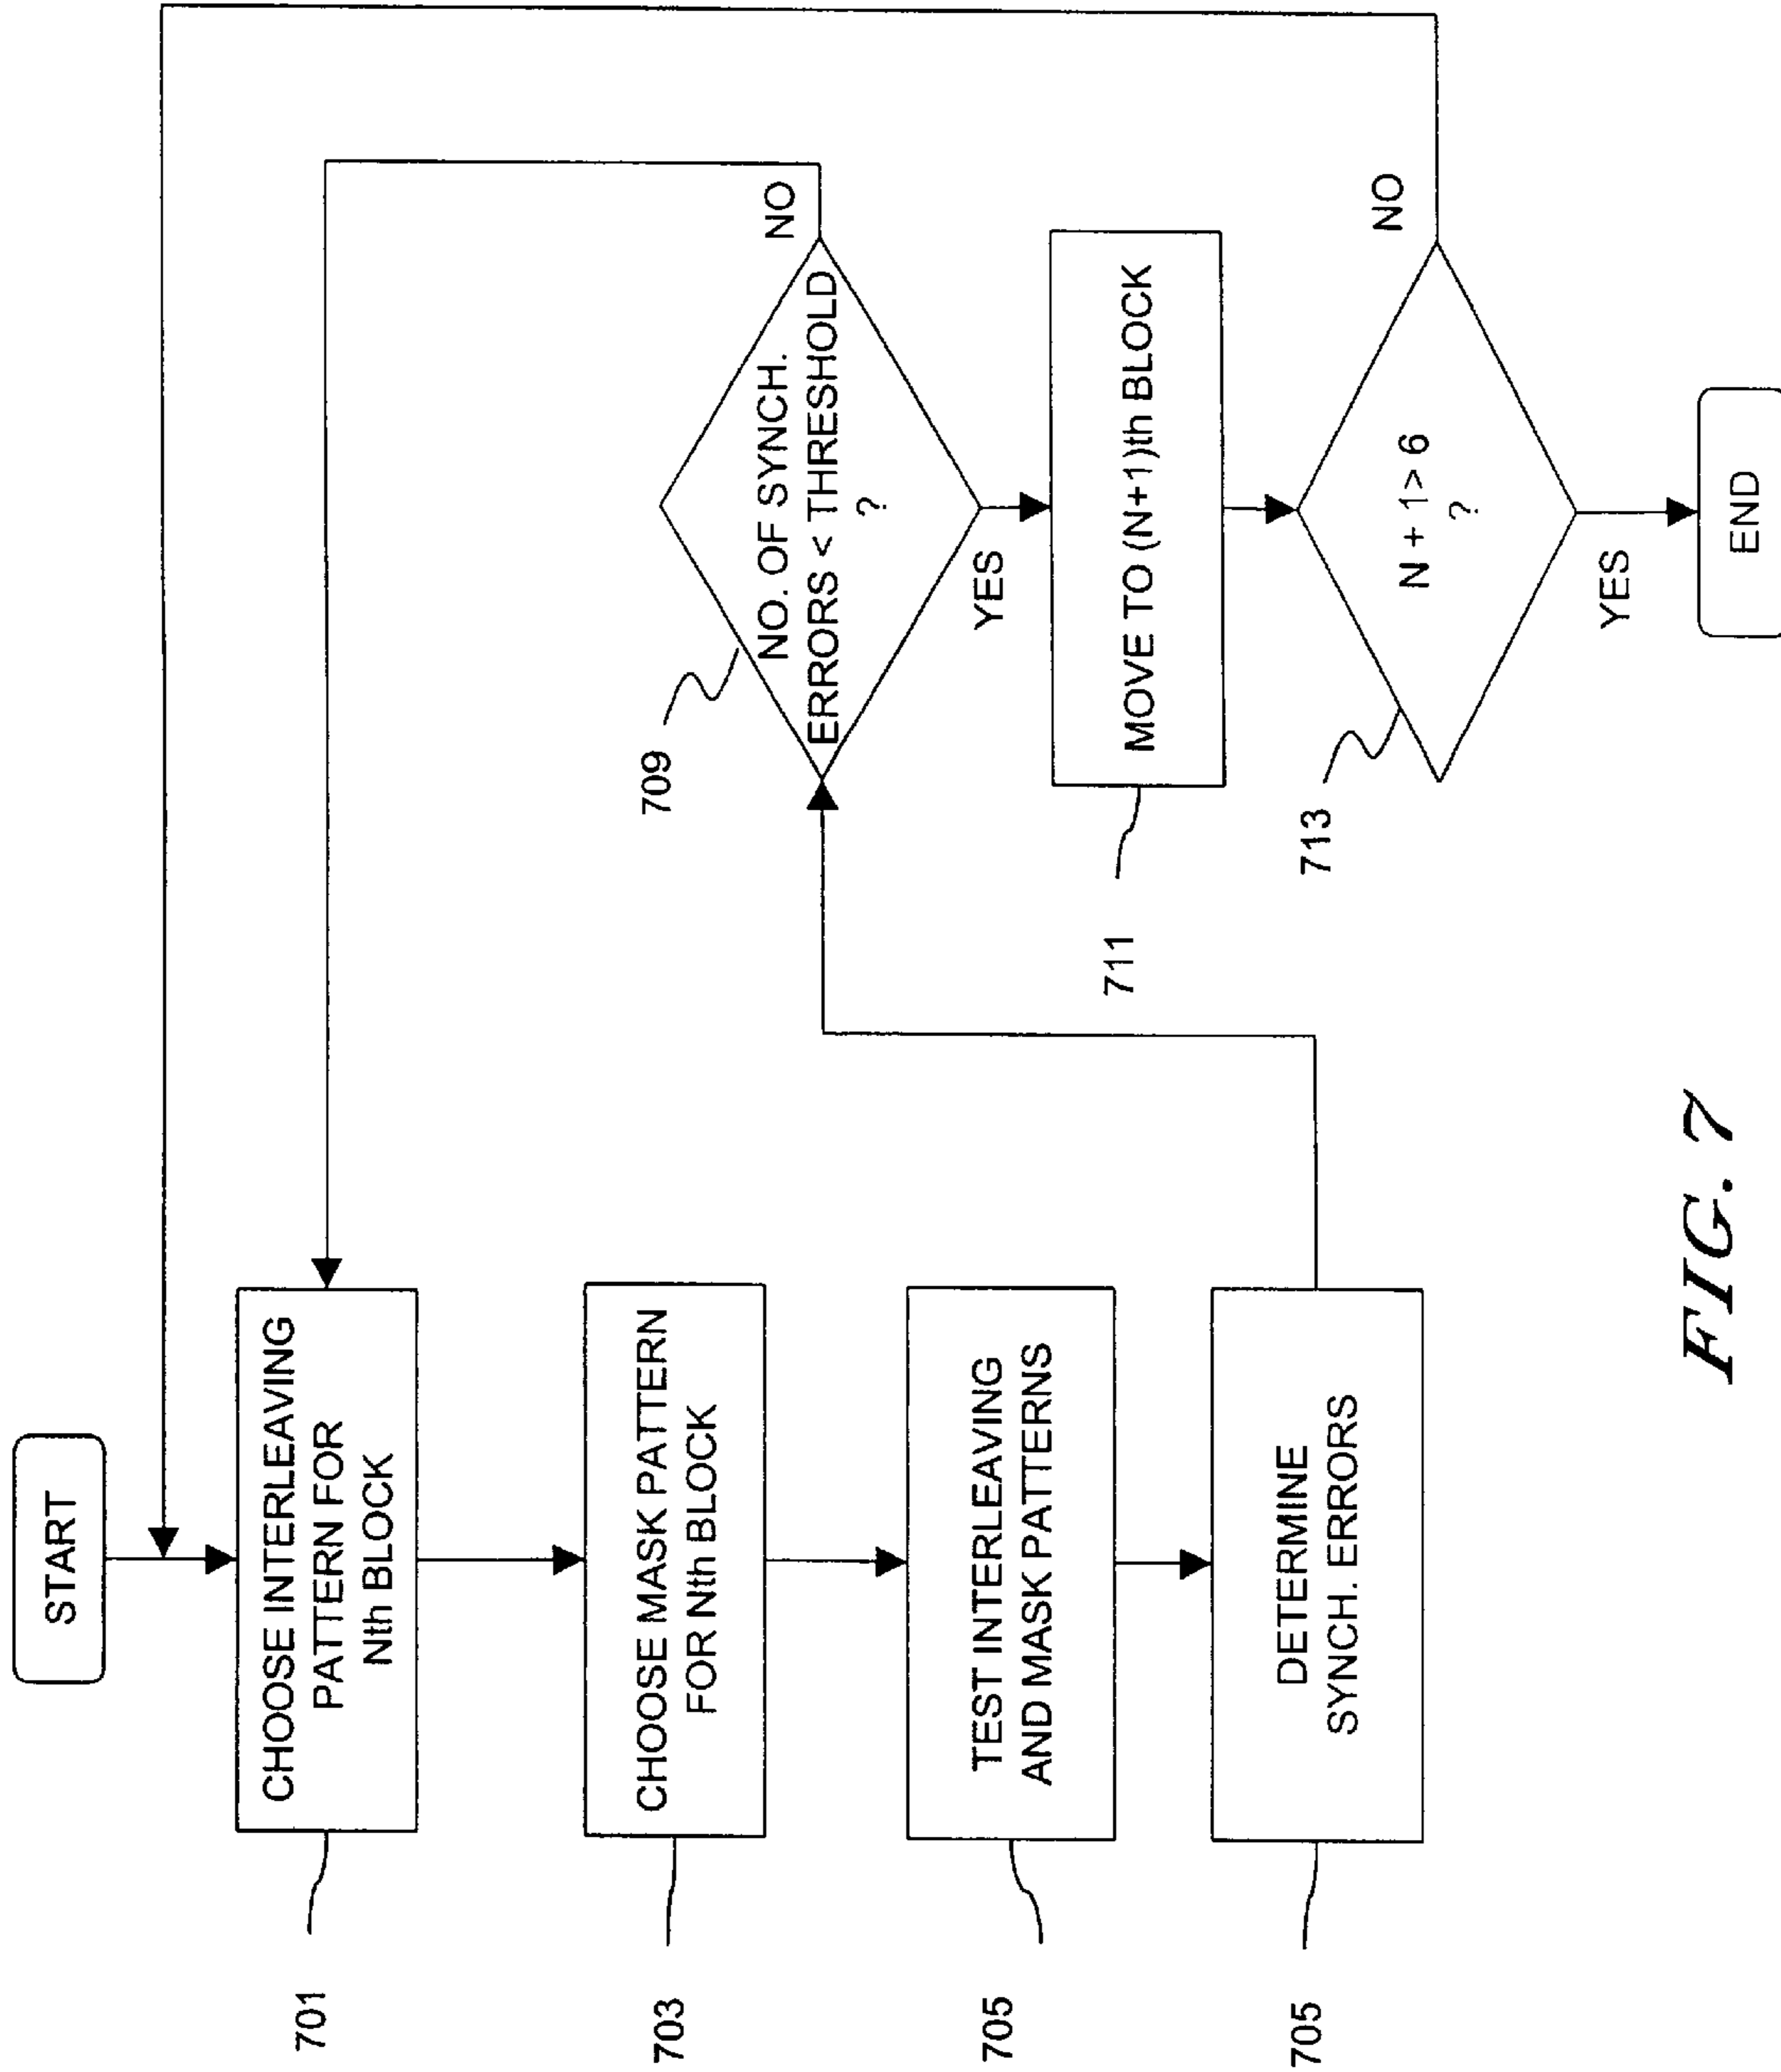 START
701
CHOOSE INTERLEAVING
PATTERN FOR
Nth BLOCK
703
CHOOSE MASK PATTERN
FOR Nth BLOCK
705
TEST INTERLEAVING
AND MASK PATTERNS
705
DETERMINE
SYNCH. ERRORS
709
NO. OF SYNCH.
ERRORS < THRESHOLD
?
NO
YES
711
MOVE TO (N+1)th BLOCK
713
N + 1 > 6
?
NO
YES
END
FIG. 7